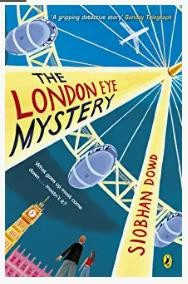 'A gripping detective story' Sunday Telegraph
THE
LONDON EYE
MYSTERY
What goes up must come
down... mustn't it?
SIOBHAN DOWD